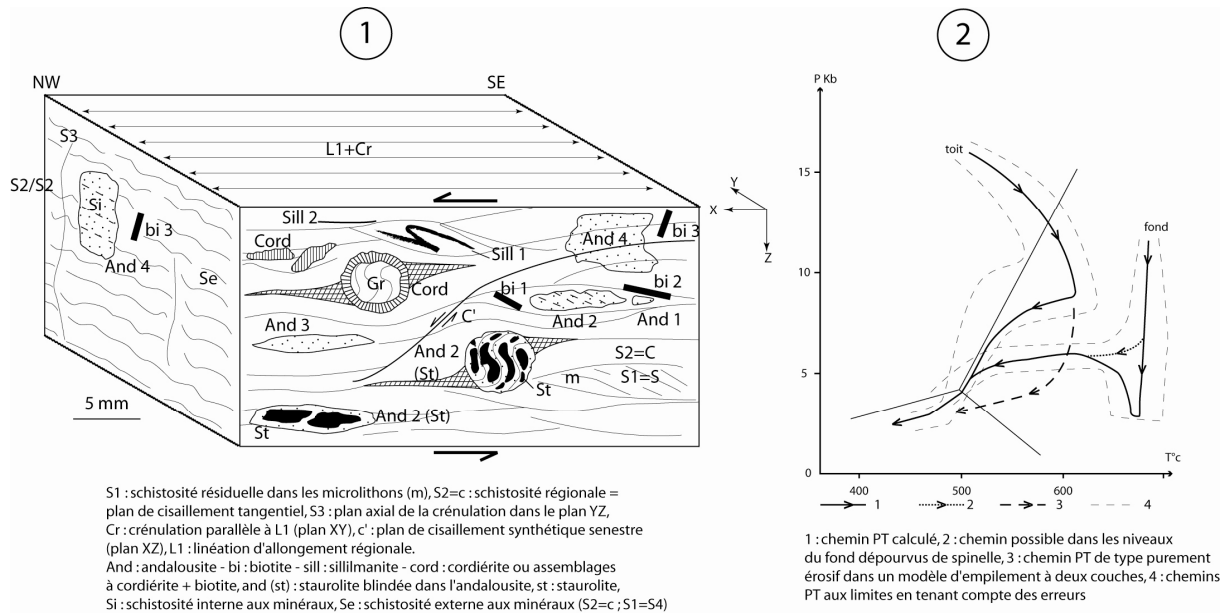 1
2
NW
SE
S3
L1+Cr
S2/S2
Si
bi 3
And 4
Se
Y
X
Z
Sill 2
Cord
Sill 1
And 4
bi 3
Gr
Cord
bi 1
bi 2
C'
And 2
And 1
And 3
And 2
(St)
S2=C
S1=S
m
St
And 2 (St)
St
5 mm
S1 : schistosité résiduelle dans les microlithons (m), S2=c : schistosité régionale =
plan de cisaillement tangentiel, S3 : plan axial de la crénulation dans le plan YZ,
Cr : crénulation parallèle à L1 (plan XY), c' : plan de cisaillement synthétique senestre
(plan XZ), L1 : linéation d'allongement régionale.
And : andalousite - bi : biotite - sill : sillilmanite - cord : cordiérite ou assemblages
à cordiérite + biotite, and (st) : staurolite blindée dans l'andalousite, st : staurolite,
Si : schistosité interne aux minéraux, Se : schistosité externe aux minéraux (S2=c ; S1=S4)
P Kb
toit
15
fond
10
5
0
T°c
400
500
600
1
2
3
4
1 : chemin PT calculé, 2 : chemin possible dans les niveaux
du fond dépourvus de spinelle, 3 : chemin PT de type purement
érosif dans un modèle d'empilement à deux couches, 4 : chemins
PT aux limites en tenant compte des erreurs